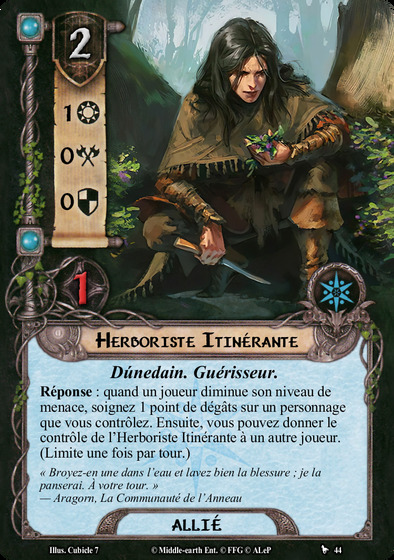 2
1
0
0
1
Herboriste Itinérante
Dúnedain. Guérisseur.
Réponse : quand un joueur diminue son niveau de
menace, soignez 1 point de dégâts sur un personnage
que vous contrôlez. Ensuite, vous pouvez donner le
contrôle de l'Herboriste Itinérante à un autre joueur.
(Limite une fois par tour.)
« Broyez-en une dans l'eau et lavez bien la blessure ; je la
panserai. À votre tour. »
— Aragorn, La Communauté de l'Anneau
ALLIÉ
Illus. Cubicle 7 © Middle-earth Ent. © FFG © ALeP 44